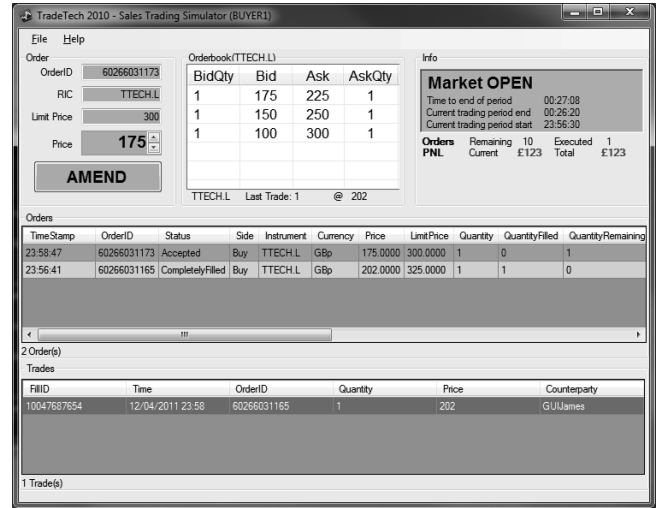 TradeTech 2010 - Sales Trading Simulator (BUYER1)
File Help
Order
OrderID 60266031173
RIC TTECH.L
Limit Price 300
Price 175
AMEND
Orderbook(TTECH.L)
BidQty Bid Ask AskQty
1 175 225 1
1 150 250 1
1 100 300 1
TTECH.L Last Trade: 1 @ 202
Info
Market OPEN
Time to end of period 00:27:08
Current trading period end 00:26:20
Current trading period start 23:56:30
Orders Remaining 10 Executed 1
PNL Current £123 Total £123
Orders
TimeStamp OrderID Status Side Instrument Currency Price LimitPrice Quantity QuantityFilled QuantityRemaining
23:58:47 60266031173 Accepted Buy TTECH.L GBp 175.0000 300.0000 1 0 1
23:56:41 60266031165 CompletelyFilled Buy TTECH.L GBp 202.0000 325.0000 1 1 0
2 Order(s)
Trades
FillID Time OrderID Quantity Price Counterparty
10047687654 12/04/2011 23:58 60266031165 1 202 GUIJames
1 Trade(s)